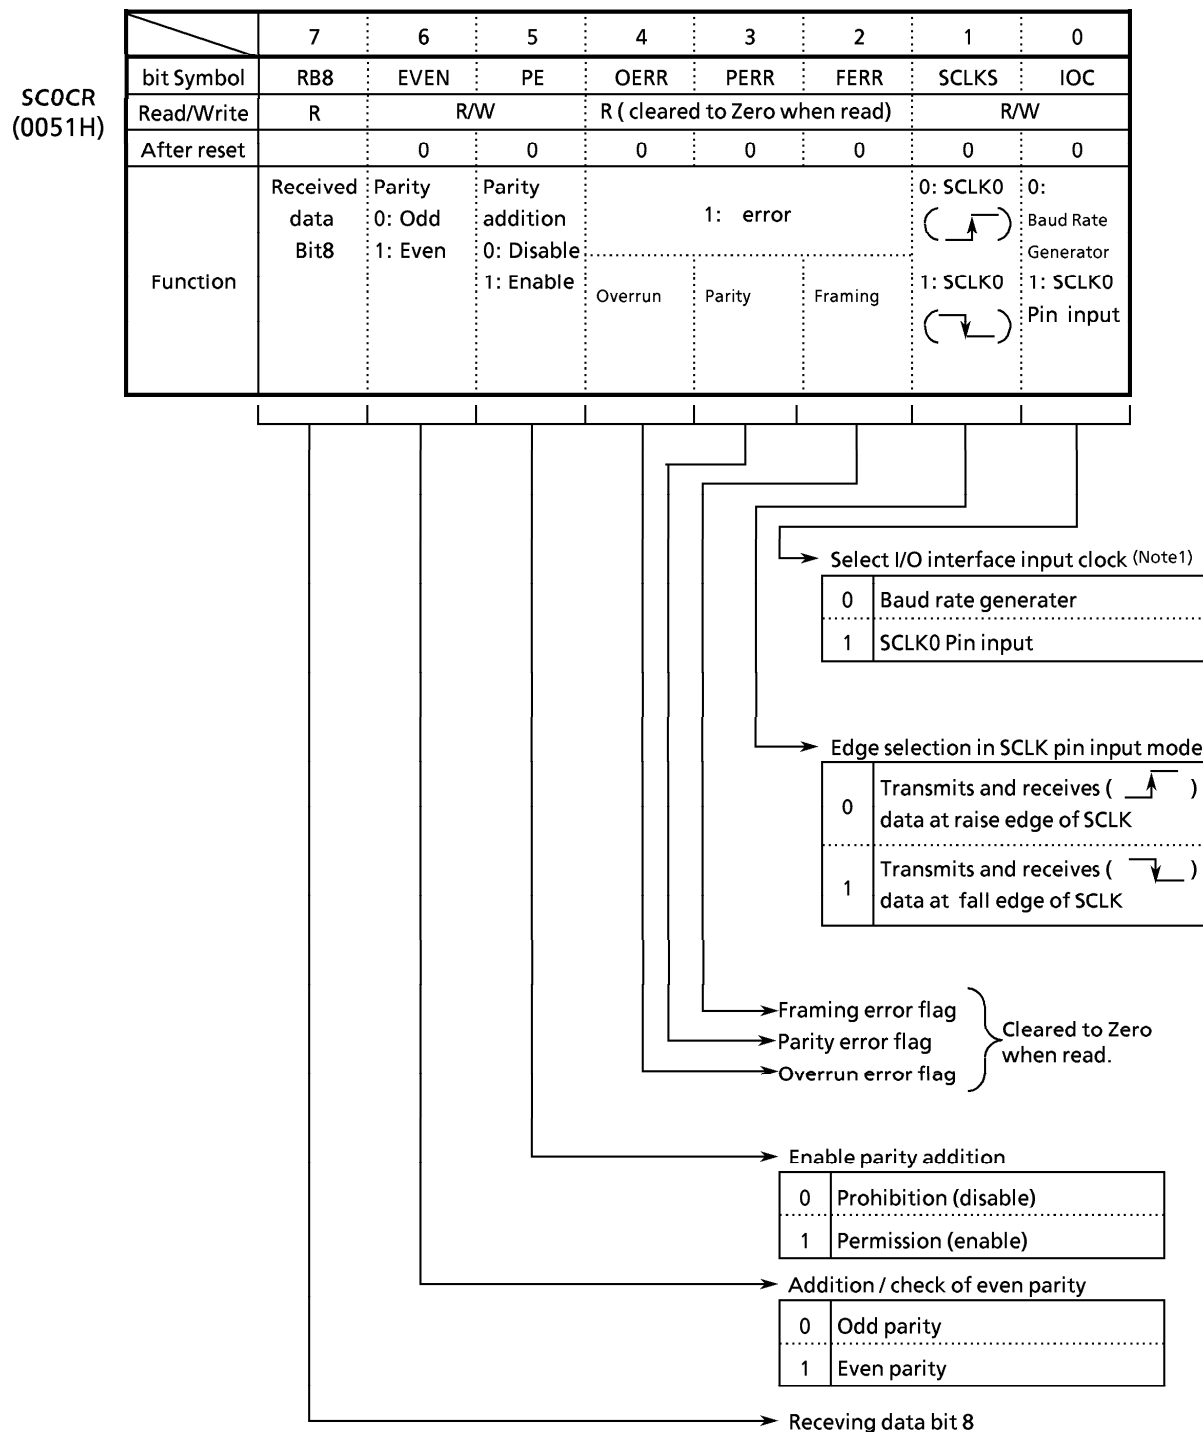 7 6 5 4 3 2 1 0
bit Symbol RB8 EVEN PE OERR PERR FERR SCLKS IOC
SC0CR
(0051H)
Read/Write R R/W R ( cleared to Zero when read) R/W
After reset 0 0 0 0 0 0 0
Function
Received
data
Bit8
Parity
0: Odd
1: Even
Parity
addition
0: Disable
1: Enable
1: error
Overrun
Parity
Framing
0: SCLK0
( )
1: SCLK0
( )
0:
Baud Rate
Generator
1: SCLK0
Pin input
Select I/O interface input clock (Note1)
0 Baud rate generater
1 SCLK0 Pin input
Edge selection in SCLK pin input mode
0 Transmits and receives ( )
data at raise edge of SCLK
1 Transmits and receives ( )
data at fall edge of SCLK
Framing error flag
Parity error flag
Overrun error flag
Cleared to Zero
when read.
Enable parity addition
0 Prohibition (disable)
1 Permission (enable)
Addition / check of even parity
0 Odd parity
1 Even parity
Receving data bit 8